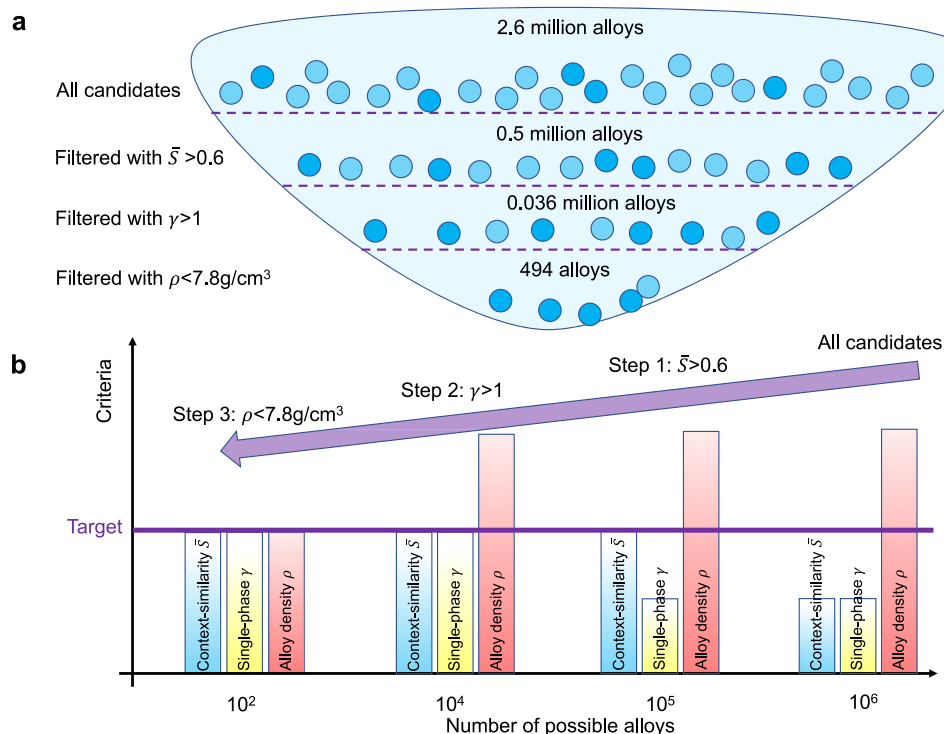 a
2.6 million alloys
All candidates
0.5 million alloys
Filtered with S̄ >0.6
0.036 million alloys
Filtered with γ>1
494 alloys
Filtered with ρ<7.8g/cm³
b
Criteria
All candidates
Step 1: S̄>0.6
Step 2: γ>1
Step 3: ρ<7.8g/cm³
Target
Context-similarity S̄
Single-phase γ
Alloy density ρ
Context-similarity S̄
Single-phase γ
Alloy density ρ
Context-similarity S̄
Single-phase γ
Alloy density ρ
Context-similarity S̄
Single-phase γ
Alloy density ρ
10²
10⁴
10⁵
10⁶
Number of possible alloys